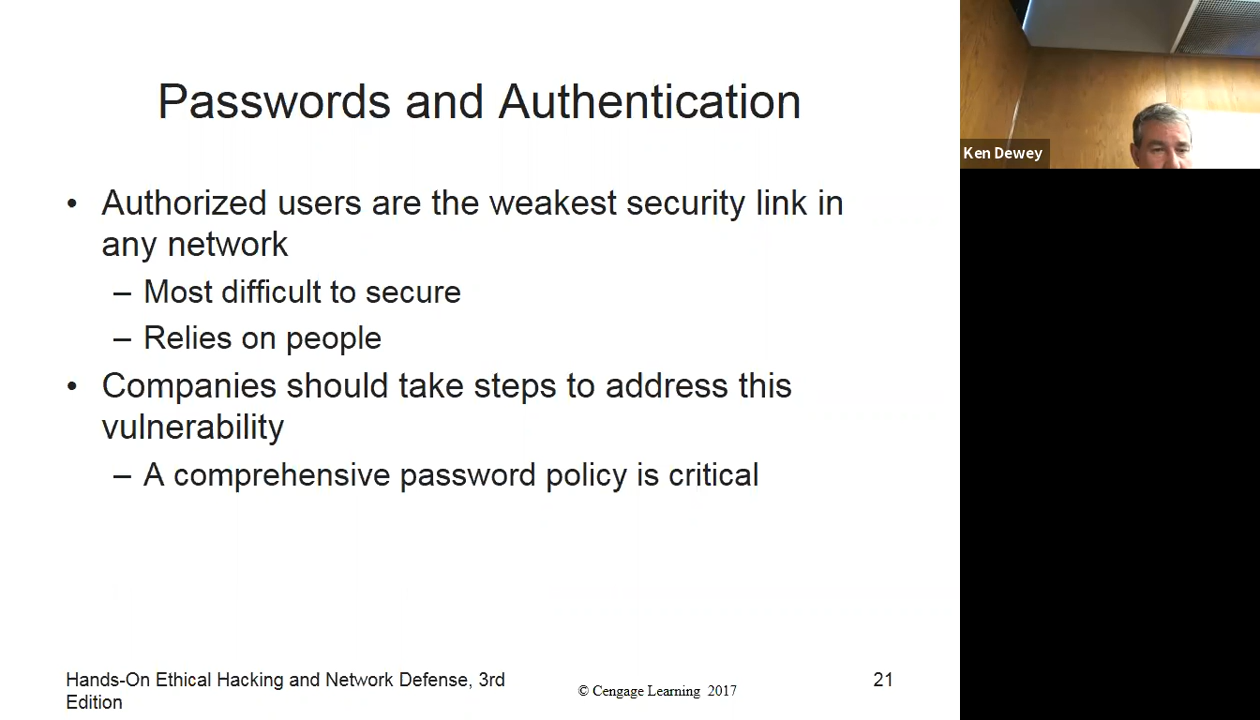 Passwords and Authentication
• Authorized users are the weakest security link in
any network
– Most difficult to secure
– Relies on people
• Companies should take steps to address this
vulnerability
– A comprehensive password policy is critical
Hands-On Ethical Hacking and Network Defense, 3rd
Edition
© Cengage Learning 2017
21
Ken Dewey